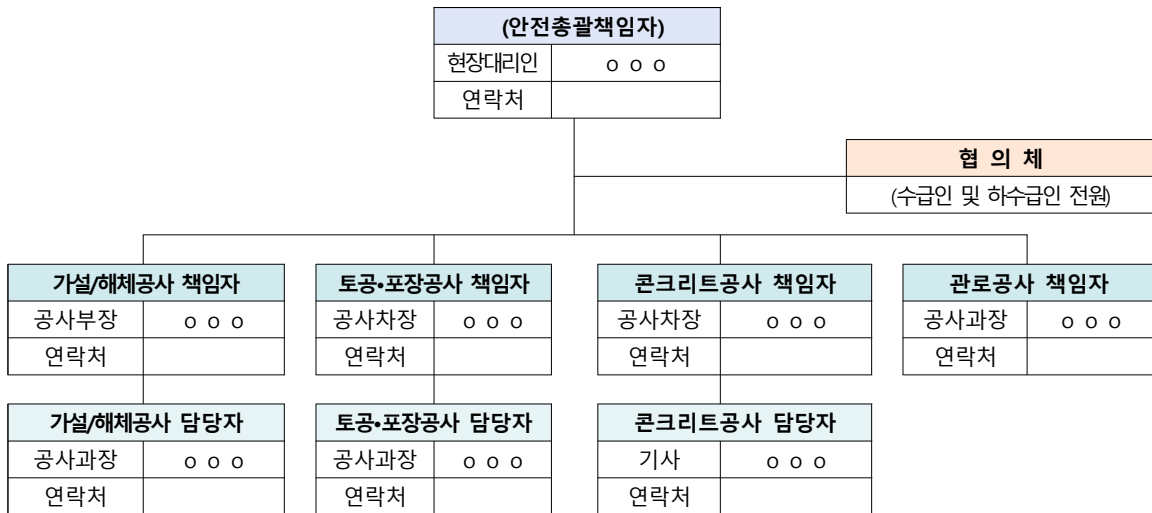 (안전총괄책임자)
현장대리인 o o o
연락처
협 의 체
(수급인 및 하수급인 전원)
가설/해체공사 책임자 토공•포장공사 책임자 콘크리트공사 책임자 관로공사 책임자
공사부장 o o o 공사차장 o o o 공사차장 o o o 공사과장 o o o
연락처 연락처 연락처 연락처
가설/해체공사 담당자 토공•포장공사 담당자 콘크리트공사 담당자
공사과장 o o o 공사과장 o o o 기사 o o o
연락처 연락처 연락처